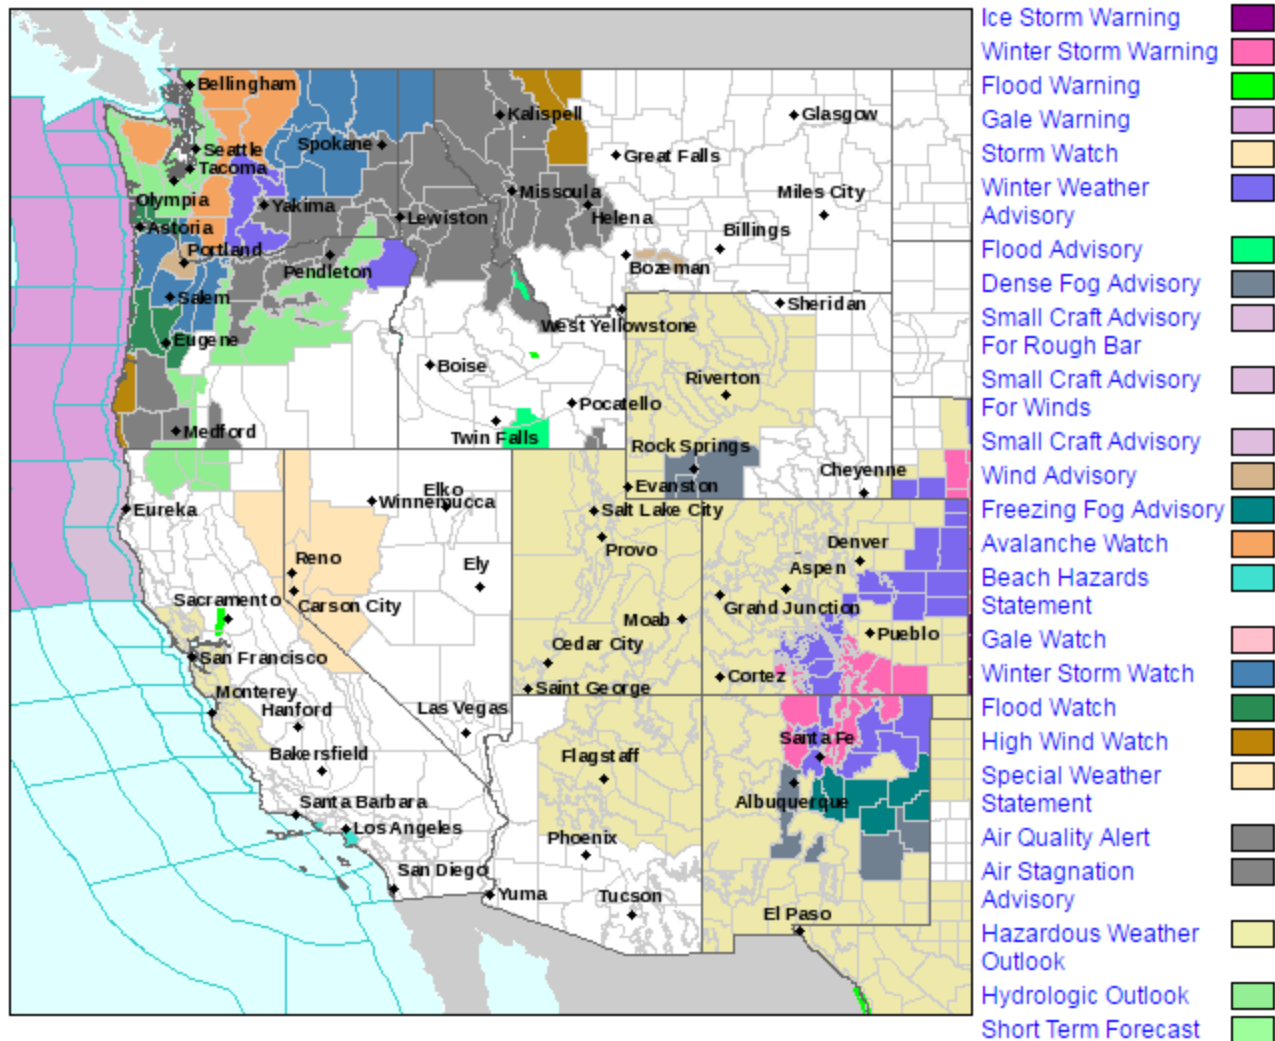 Bellingham
Kalispell
Glasgow
Spokane
Seattle
Great Falls
Tacoma
Missoula
Miles City
Olympia
Yakima
Lewiston
Helena
Astoria
Billings
Portland
Pendleton
Bozeman
Salem
Sheridan
West Yellowstone
Eugene
Boise
Riverton
Pocatello
Medford
Twin Falls
Rock Springs
Cheyenne
Evanston
Elko
Winnemucca
Eureka
Salt Lake City
Provo
Denver
Reno
Ely
Aspen
Sacramento
Carson City
Grand Junction
Moab
Pueblo
Cedar City
San Francisco
Cortez
Saint George
Monterey
Hanford
Las Vegas
Santa Fe
Bakersfield
Flagstaff
Santa Barbara
Albuquerque
Los Angeles
Phoenix
San Diego
Yuma
Tucson
El Paso
Ice Storm Warning
Winter Storm Warning
Flood Warning
Gale Warning
Storm Watch
Winter Weather
Advisory
Flood Advisory
Dense Fog Advisory
Small Craft Advisory
For Rough Bar
Small Craft Advisory
For Winds
Small Craft Advisory
Wind Advisory
Freezing Fog Advisory
Avalanche Watch
Beach Hazards
Statement
Gale Watch
Winter Storm Watch
Flood Watch
High Wind Watch
Special Weather
Statement
Air Quality Alert
Air Stagnation
Advisory
Hazardous Weather
Outlook
Hydrologic Outlook
Short Term Forecast